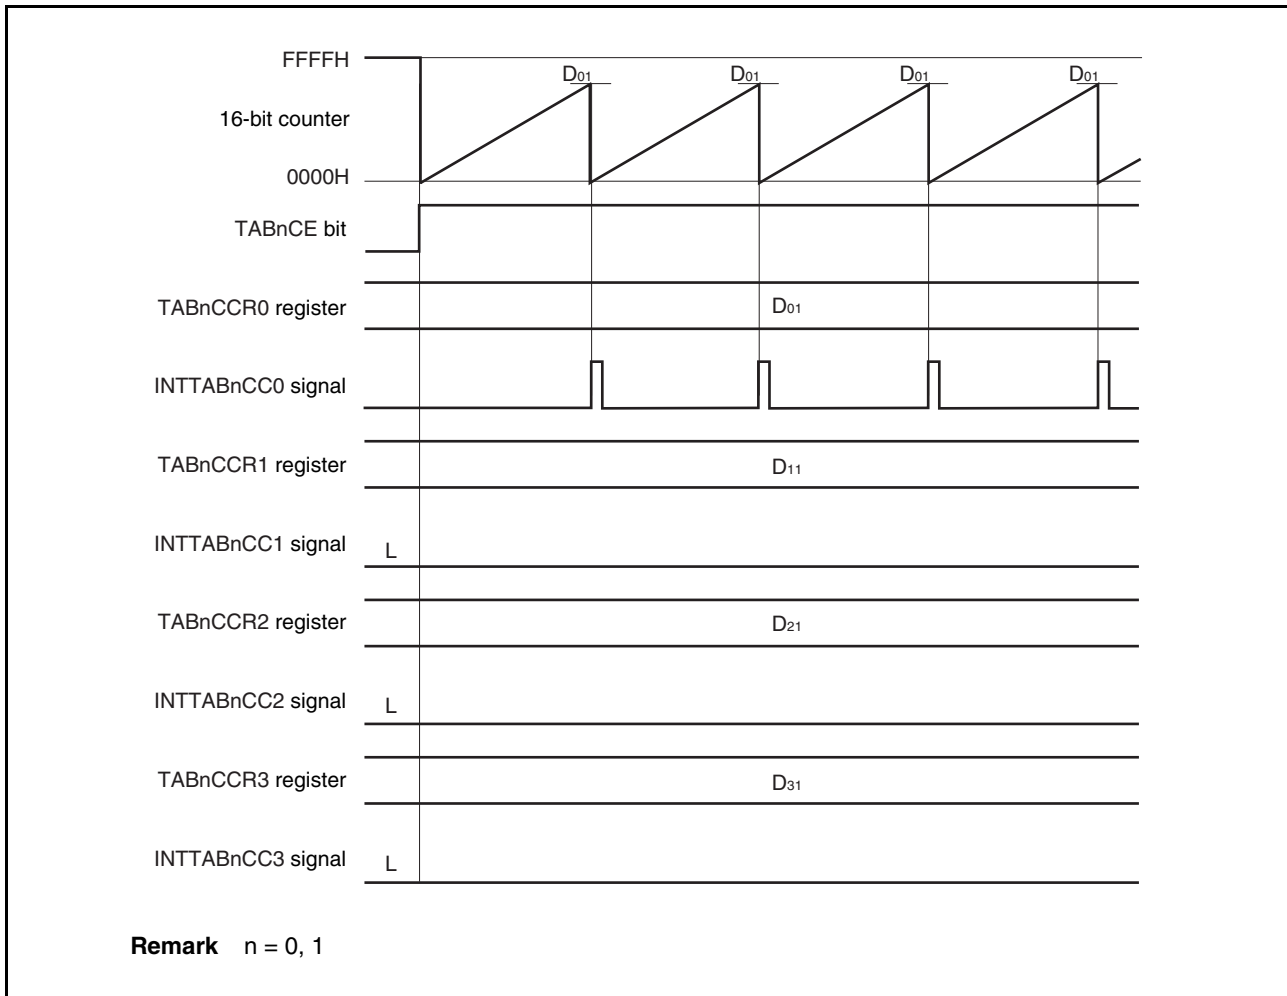 FFFFH
D01 D01 D01 D01
16-bit counter
0000H
TABnCE bit
TABnCCR0 register D01
INTTABnCC0 signal
TABnCCR1 register D11
INTTABnCC1 signal L
TABnCCR2 register D21
INTTABnCC2 signal L
TABnCCR3 register D31
INTTABnCC3 signal L
Remark n = 0, 1